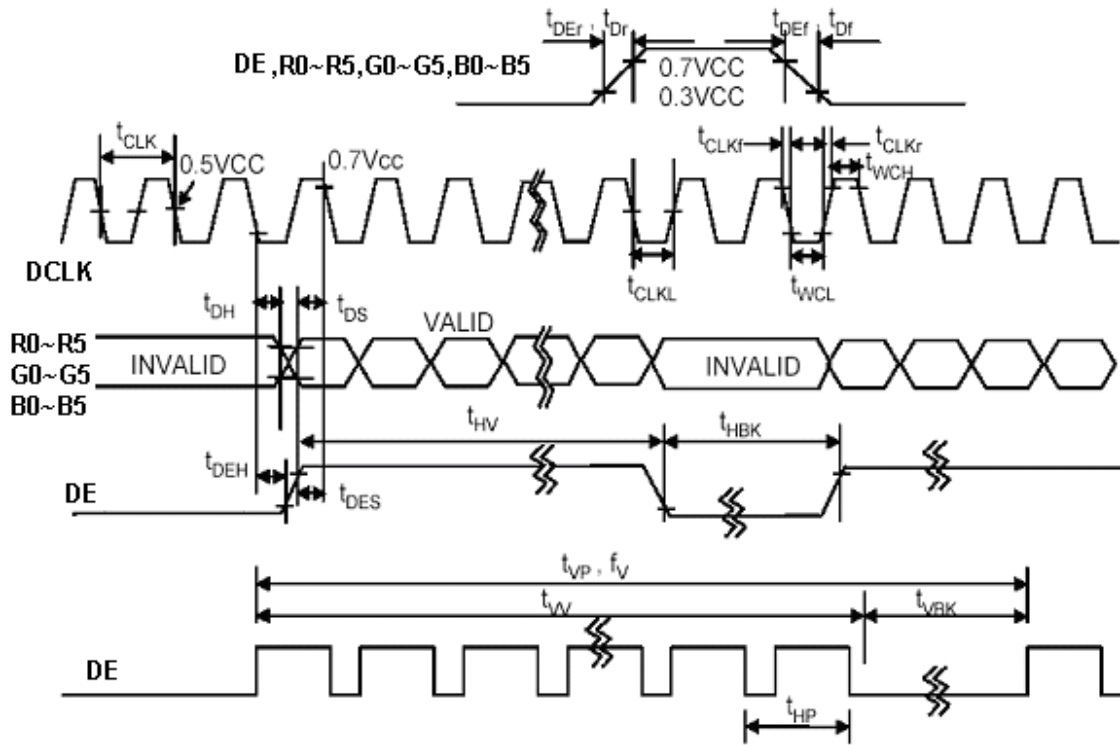 tDEr , tDr
tDEf , tDf
DE ,R0~R5,G0~G5,B0~B5
0.7VCC
0.3VCC
tCLK
0.5VCC
0.7Vcc
tCLKf
tCLKr
tWCH
DCLK
tCLKL
tWCL
tDH
tDS
VALID
R0~R5
G0~G5
B0~B5
INVALID
INVALID
tHV
tHBK
tDEH
DE
tDES
tVP , fV
tVV
tVBK
DE
tHP